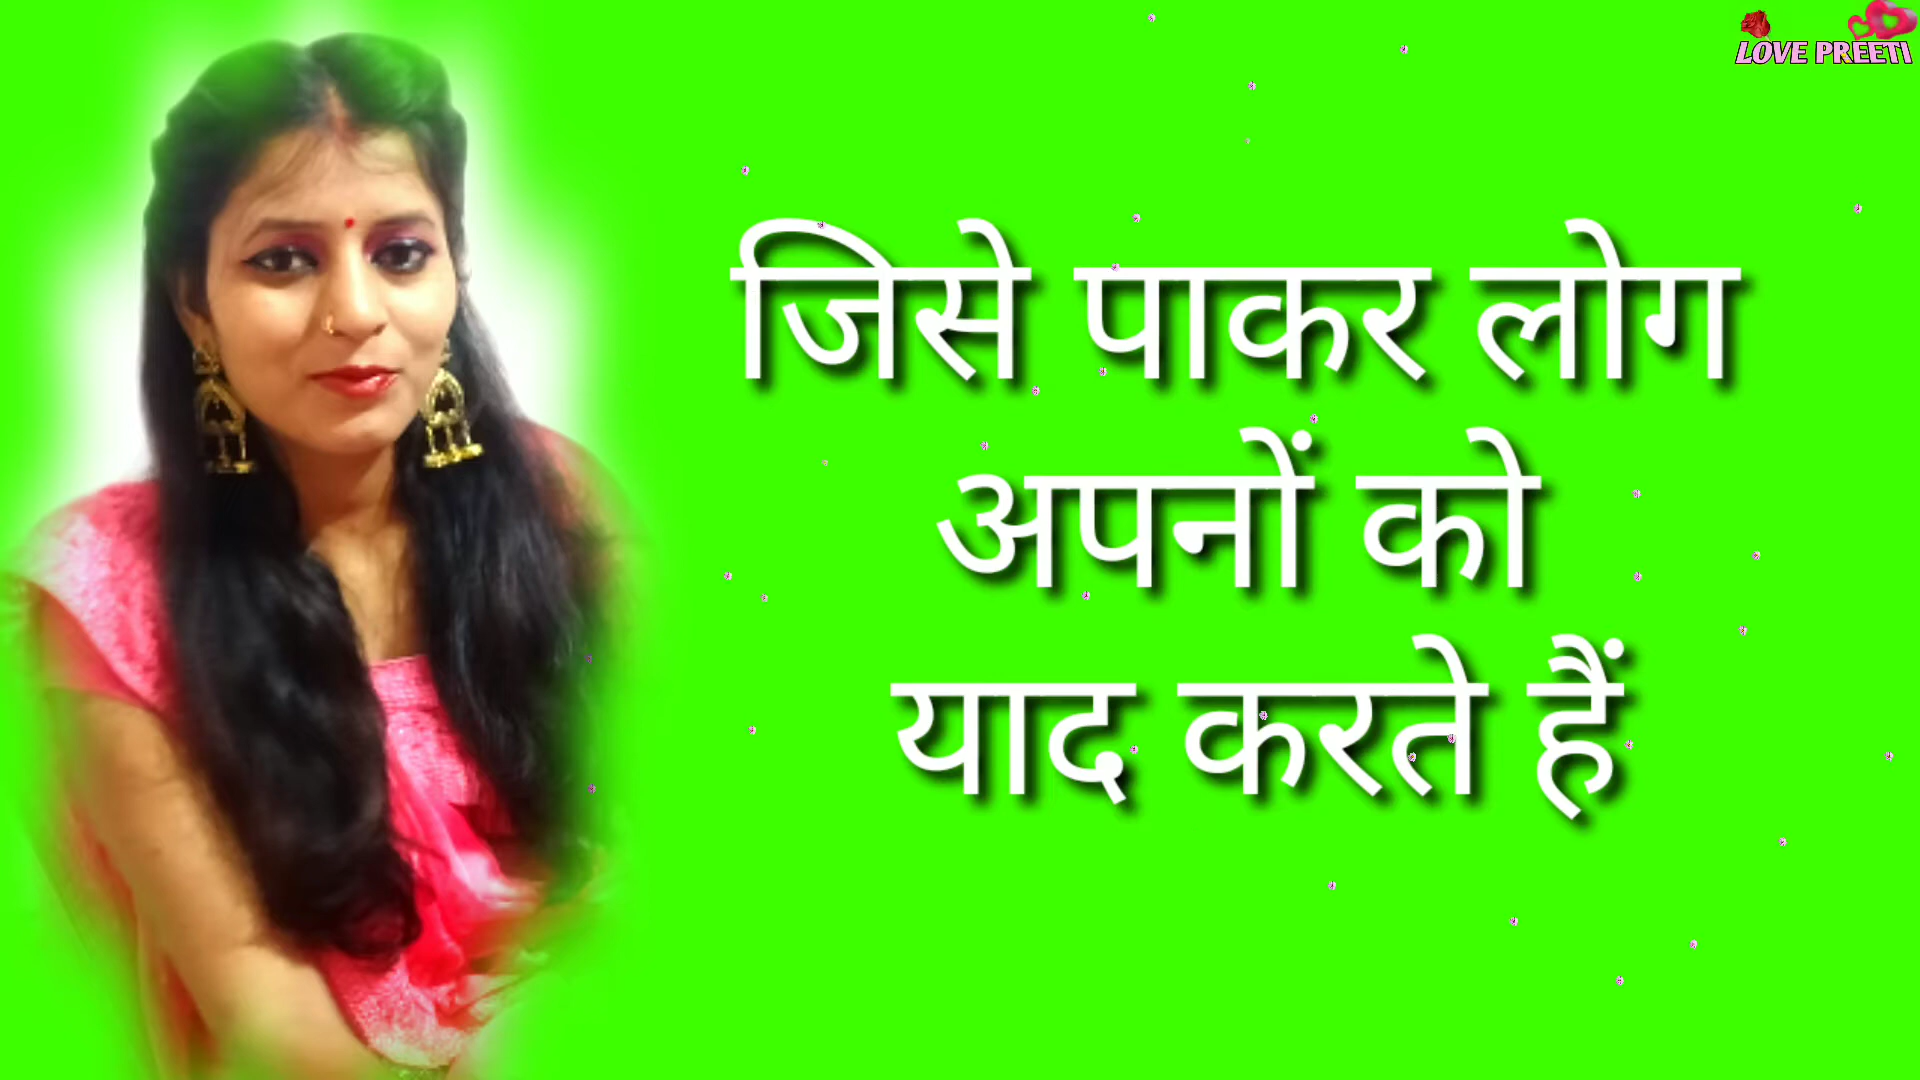 LOVE PREETI
जिसे पाकर लोग
अपनों को
याद करते हैं